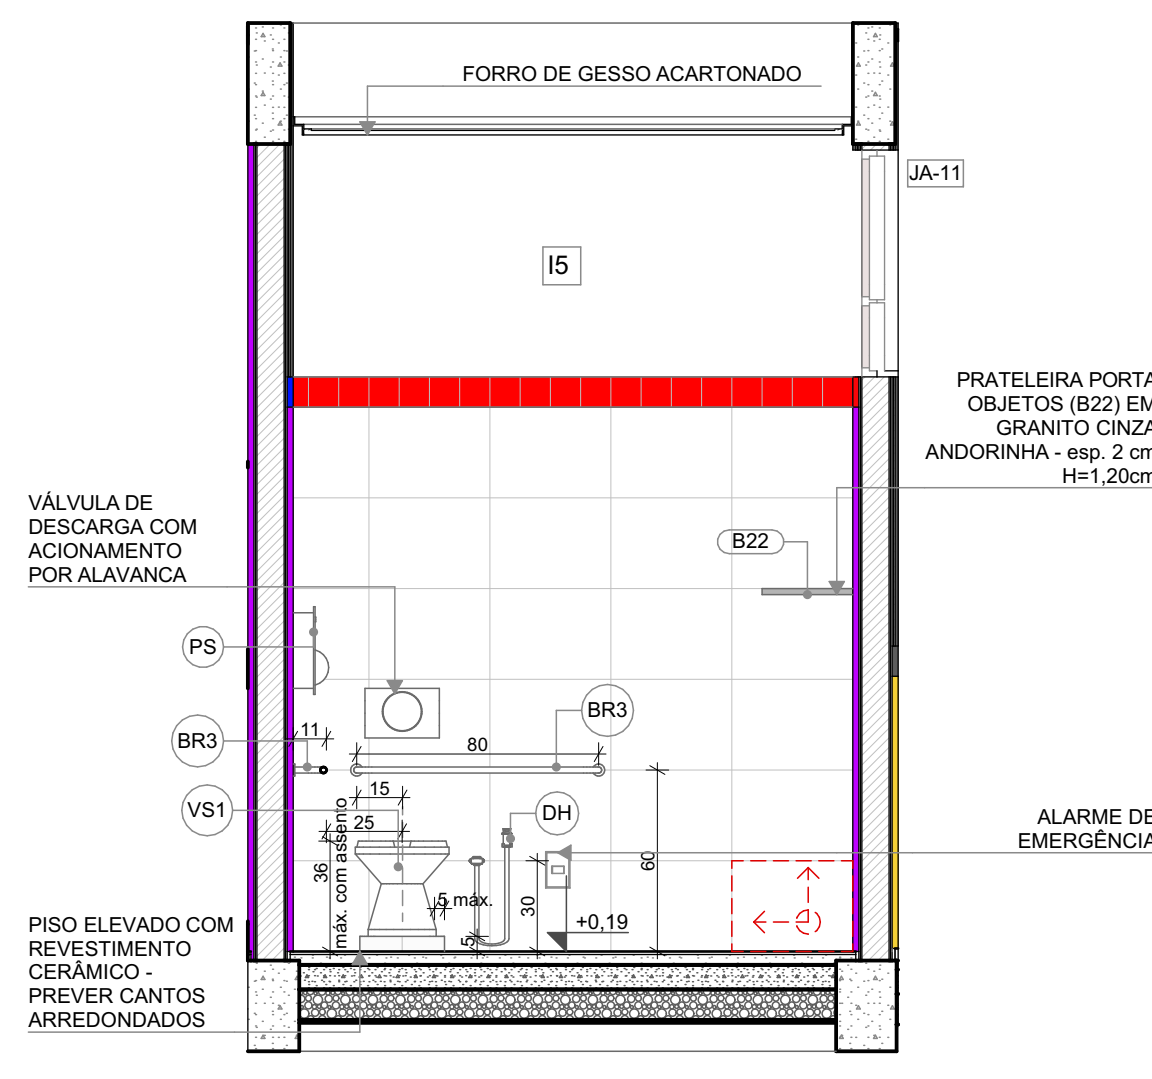 FORRO DE GESSO ACARTONADO
JA-11
I5
PRATELEIRA PORTA
OBJETOS (B22) EM
GRANITO CINZA
ANDORINHA - esp. 2 cm
H=1,20cm
VÁLVULA DE
DESCARGA COM
ACIONAMENTO
POR ALAVANCA
B22
PS
BR3
11
BR3
80
VS1
15
25
DH
36
máx. com assento
5 máx.
5
30
60
+0,19
ALARME DE
EMERGÊNCIA
PISO ELEVADO COM
REVESTIMENTO
CERÂMICO -
PREVER CANTOS
ARREDONDADOS